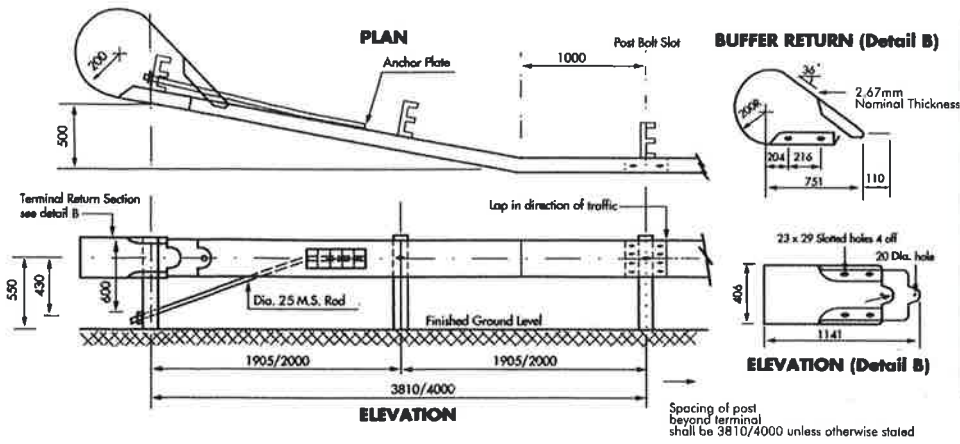 PLAN
200
Anchor Plate
500
Post Bolt Slot
1000
BUFFER RETURN (Detail B)
36°
2.67mm
Nominal Thickness
200R
204
216
751
110
Terminal Return Section
see detail B
Lap in direction of traffic
550
430
600
Dia. 25 M.S. Rod
Finished Ground Level
1905/2000
1905/2000
3810/4000
ELEVATION
23 x 29 Slotted holes 4 off
20 Dia. hole
406
1141
ELEVATION (Detail B)
Spacing of post
beyond terminal
shall be 3810/4000 unless otherwise stated